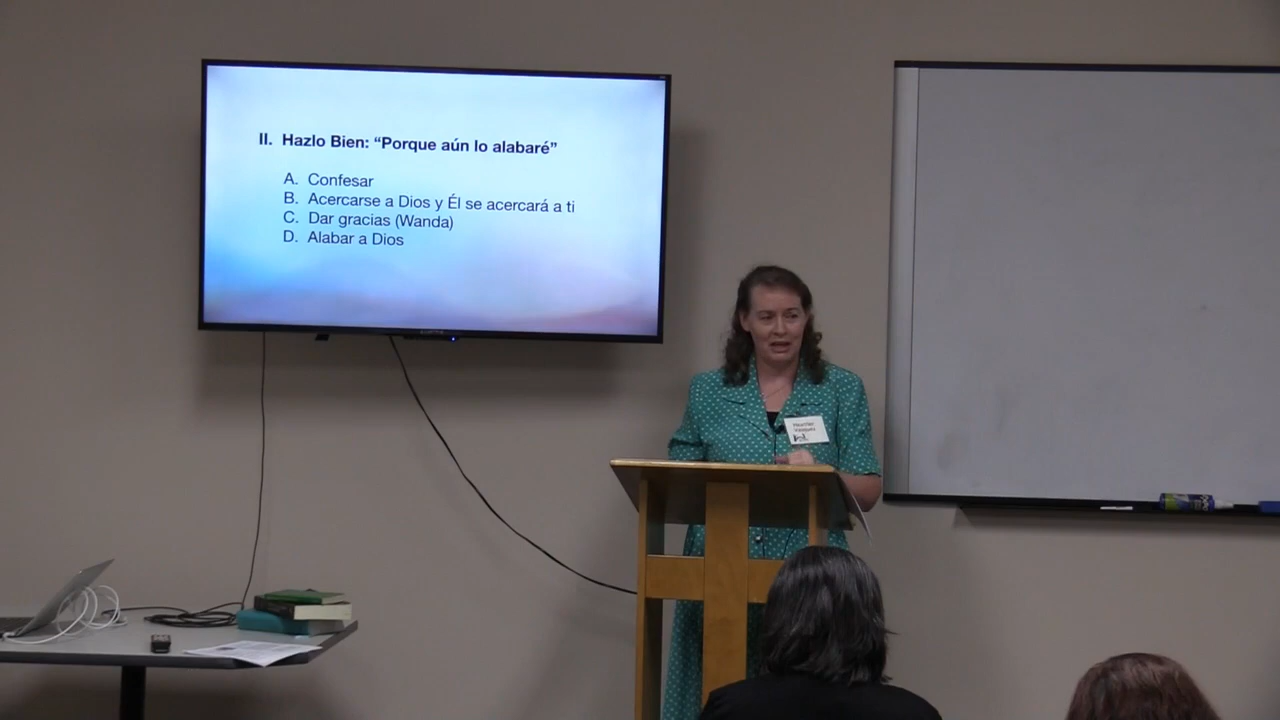 II. Hazlo Bien: “Porque aún lo alabaré”
A. Confesar
B. Acercarse a Dios y Él se acercará a ti
C. Dar gracias (Wanda)
D. Alabar a Dios
Heather